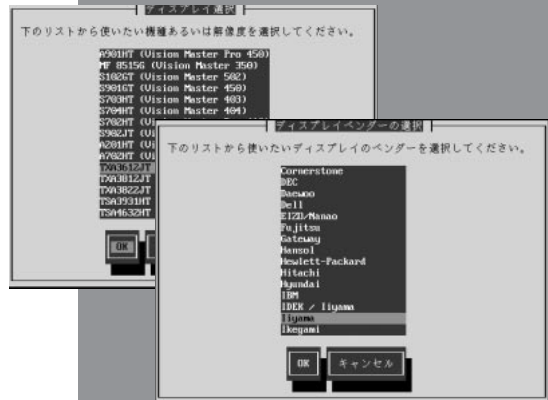 ディスプレイ選択
下のリストから使いたい機種あるいは解像度を選択してください。
A901HT (Vision Master Pro 450)
MF 8515G (Vision Master 350)
S102GT (Vision Master 502)
S901GT (Vision Master 450)
S703HT (Vision Master 403)
S704HT (Vision Master 404)
S702HT (Vi
S902JT (Vi
A201HT (Vi
A702HT (Vi
TXA3612JT
TXA3812JT
TXA3822JT
TSA3931HT
TSA4632HT
OK
ディスプレイベンダーの選択
下のリストから使いたいディスプレイのベンダーを選択してください。
Cornerstone
DEC
Daewoo
Dell
EIZO/Nanao
Fujitsu
Gateway
Hansol
Hewlett-Packard
Hitachi
Hyundai
IBM
IDEK / Iiyama
Iiyama
Ikegami
OK
キャンセル